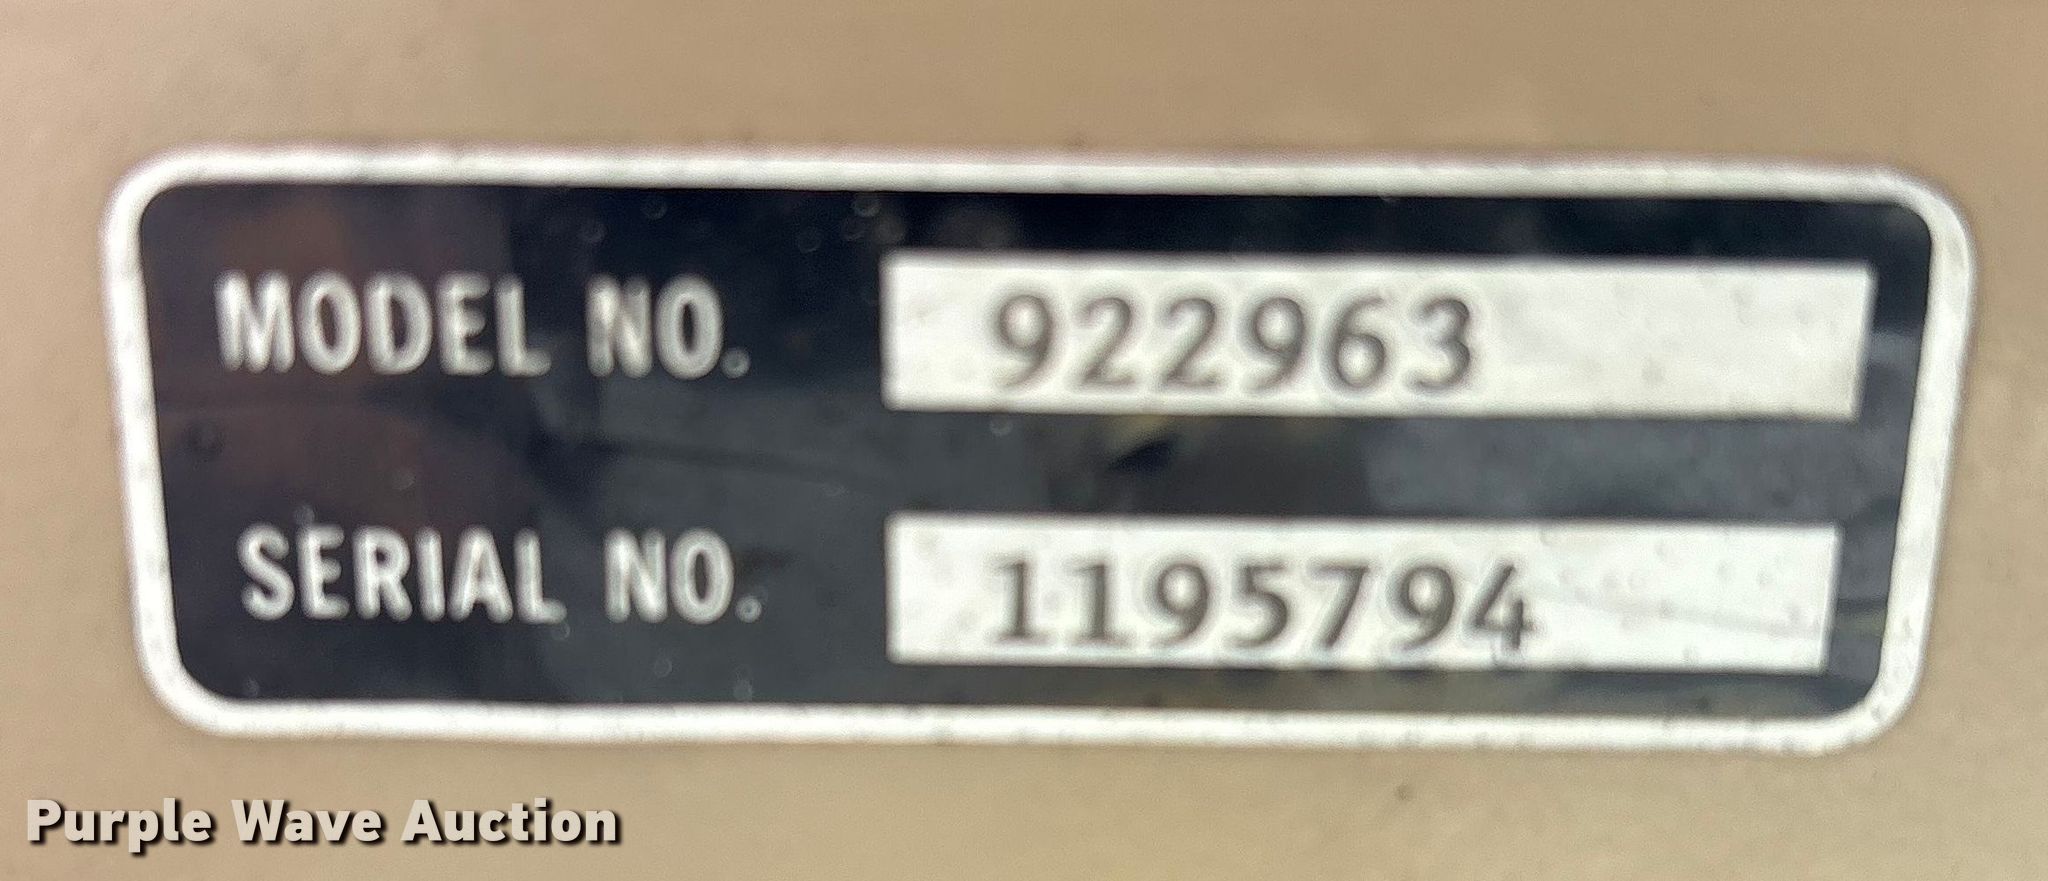 MODEL NO. 922963
SERIAL NO. 1195794
Purple Wave Auction